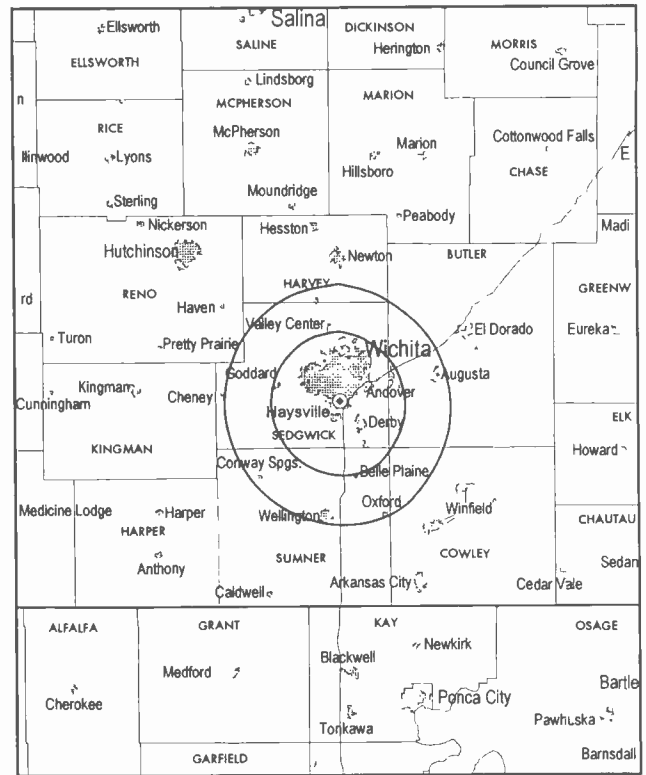 Ellsworth
Salina
DICKINSON
SALINE
Herington
MORRIS
Council Grove
ELLSWORTH
Lindsborg
n
MCPHERSON
MARION
RICE
McPherson
Marion
Cottonwood Falls
llinwood
Lyons
Hillsboro
CHASE
E
Sterling
Moundridge
Peabody
Nickerson
Hesston
Madi
Hutchinson
Newton
BUTLER
HARVEY
GREENW
RENO
rd
Haven
Valley Center
El Dorado
Eureka
Turon
Pretty Prairie
Wichita
Goddard
Augusta
Kingman
Cheney
Andover
Cunningham
Haysville
Derby
ELK
SEDGWICK
KINGMAN
Howard
Conway Spgs.
Belle Plaine
Medicine Lodge
Harper
Wellington
Oxford
Winfield
CHAUTAU
HARPER
SUMNER
COWLEY
Sedan
Anthony
Caldwell
Arkansas City
Cedar Vale
ALFALFA
GRANT
KAY
OSAGE
Newkirk
Blackwell
Medford
Bartle
Cherokee
Ponca City
Tonkawa
Pawhuska
GARFIELD
Barnsdall